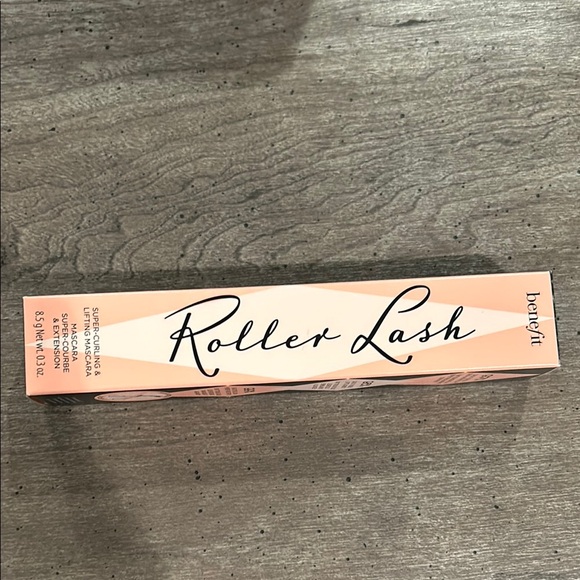 benefit
Roller Lash
SUPER-CURLING &
LIFTING MASCARA
MASCARA
SUPER-COURBE
& EXTENSION
8.5 g Net wt. 0.3 oz.